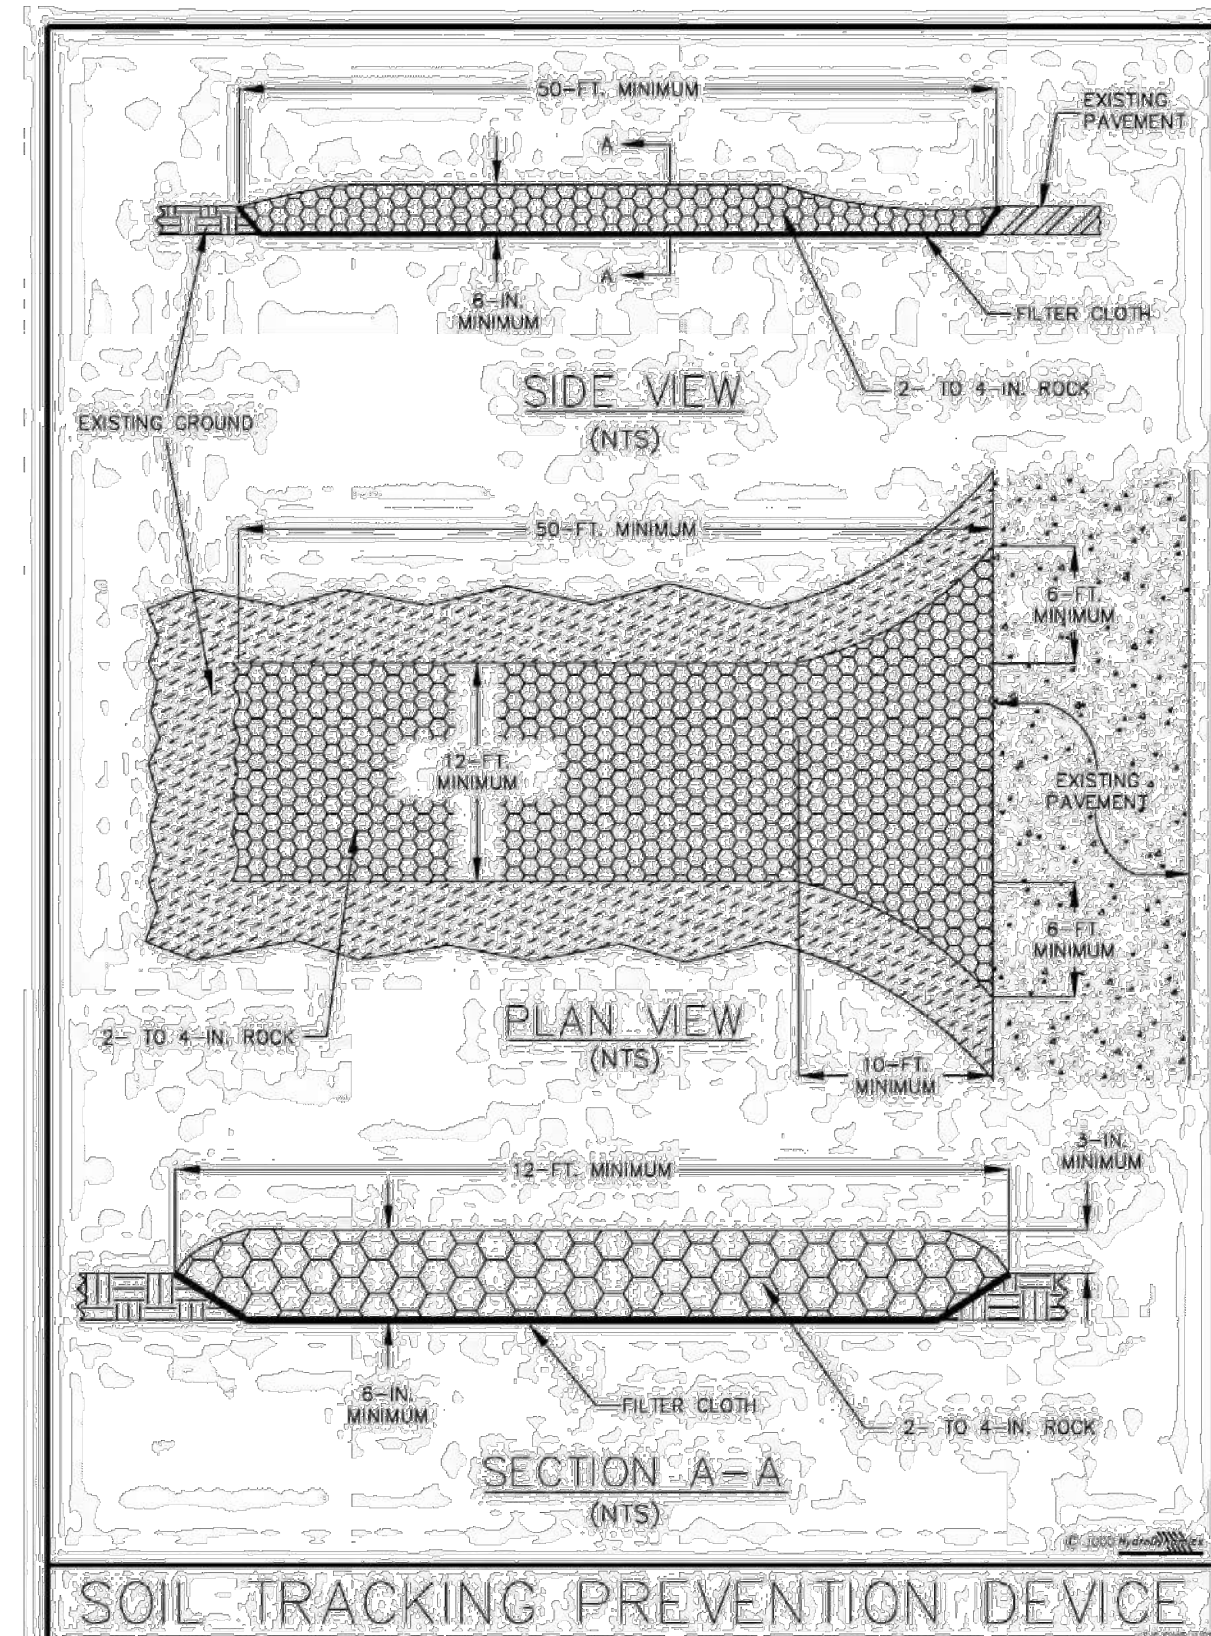 50-FT. MINIMUM
EXISTING
PAVEMENT
A
A
6-IN.
MINIMUM
FILTER CLOTH
2- TO 4-IN. ROCK
SIDE VIEW
(NTS)
EXISTING GROUND
50-FT. MINIMUM
6-FT.
MINIMUM
12-FT.
MINIMUM
EXISTING
PAVEMENT
6-FT.
MINIMUM
2- TO 4-IN. ROCK
PLAN VIEW
(NTS)
10-FT.
MINIMUM
3-IN.
MINIMUM
12-FT. MINIMUM
6-IN.
MINIMUM
FILTER CLOTH
2- TO 4-IN. ROCK
SECTION A-A
(NTS)
SOIL TRACKING PREVENTION DEVICE